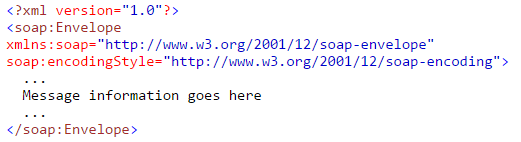 <?xml version="1.0"?>
<soap:Envelope
xmlns:soap="http://www.w3.org/2001/12/soap-envelope"
soap:encodingStyle="http://www.w3.org/2001/12/soap-encoding">
  ...
  Message information goes here
  ...
</soap:Envelope>